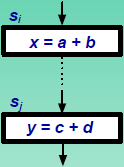 sᵢ
x = a + b
sⱼ
y = c + d